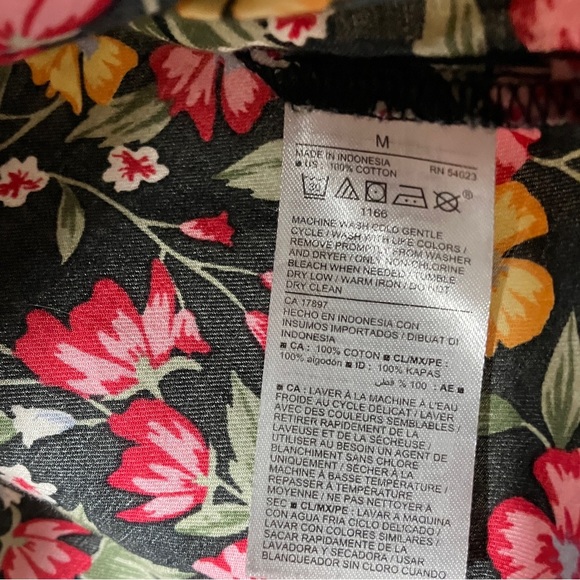 M
MADE IN INDONESIA RN 54023
US : 100% COTTON
30
®
1166
MACHINE WASH COLD GENTLE
CYCLE / WASH WITH LIKE COLORS /
REMOVE PROMPTLY FROM WASHER
AND DRYER / ONLY NON-CHLORINE
BLEACH WHEN NEEDED / TUMBLE
DRY LOW / WARM IRON / DO NOT
DRY CLEAN
CA 17897
HECHO EN INDONESIA CON
INSUMOS IMPORTADOS / DIBUAT DI
INDONESIA
CA : 100% COTON CL/MX/PE :
100% algodón ID : 100% KAPAS
AE : 100 % قطن
CA : LAVER À LA MACHINE À L'EAU
FROIDE AU CYCLE DÉLICAT / LAVER
AVEC DES COULEURS SEMBLABLES /
RETIRER RAPIDEMENT DE LA
LAVEUSE ET DE LA SÉCHEUSE /
UTILISER AU BESOIN UN AGENT DE
BLANCHIMENT SANS CHLORE
UNIQUEMENT / SÉCHAGE À LA
MACHINE À BASSE TEMPÉRATURE /
REPASSER À TEMPÉRATURE
MOYENNE / NE PAS NETTOYER À
SEC
CL/MX/PE : LAVAR A MAQUINA
CON AGUA FRIA CICLO DELICADO /
LAVAR CON COLORES SIMILARES /
SACAR RAPIDAMENTE DE LA
LAVADORA Y SECADORA / USAR
BLANQUEADOR SIN CLORO CUANDO